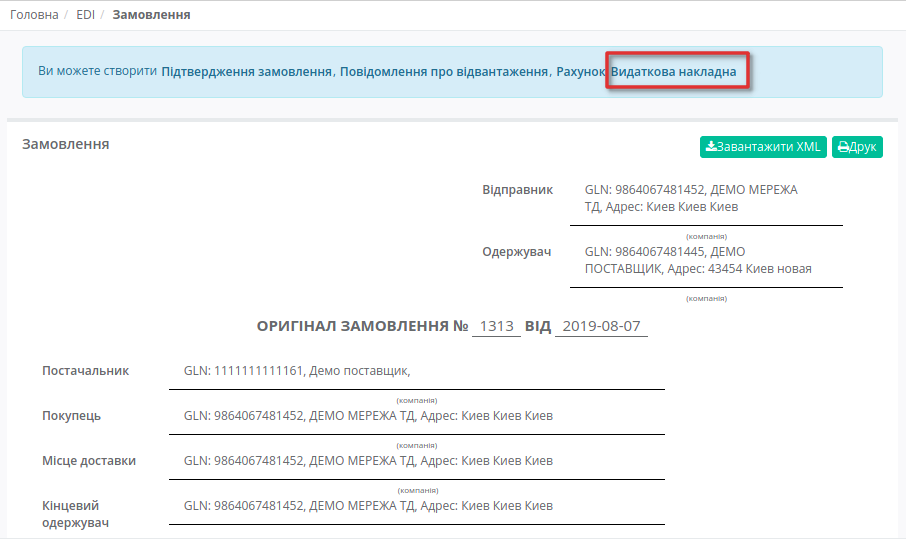 Головна / EDI / Замовлення
Ви можете створити Підтвердження замовлення, Повідомлення про відвантаження, Рахунок Видаткова накладна
Замовлення
Завантажити XML Друк
Відправник GLN: 9864067481452, ДЕМО МЕРЕЖА
ТД, Адрес: Киев Киев Киев
(компанія)
Одержувач GLN: 9864067481445, ДЕМО
ПОСТАВЩИК, Адрес: 43454 Киев новая
(компанія)
ОРИГІНАЛ ЗАМОВЛЕННЯ № 1313 ВІД 2019-08-07
Постачальник GLN: 1111111111161, Демо поставщик,
(компанія)
Покупець GLN: 9864067481452, ДЕМО МЕРЕЖА ТД, Адрес: Киев Киев Киев
(компанія)
Місце доставки GLN: 9864067481452, ДЕМО МЕРЕЖА ТД, Адрес: Киев Киев Киев
(компанія)
Кінцевий GLN: 9864067481452, ДЕМО МЕРЕЖА ТД, Адрес: Киев Киев Киев
одержувач